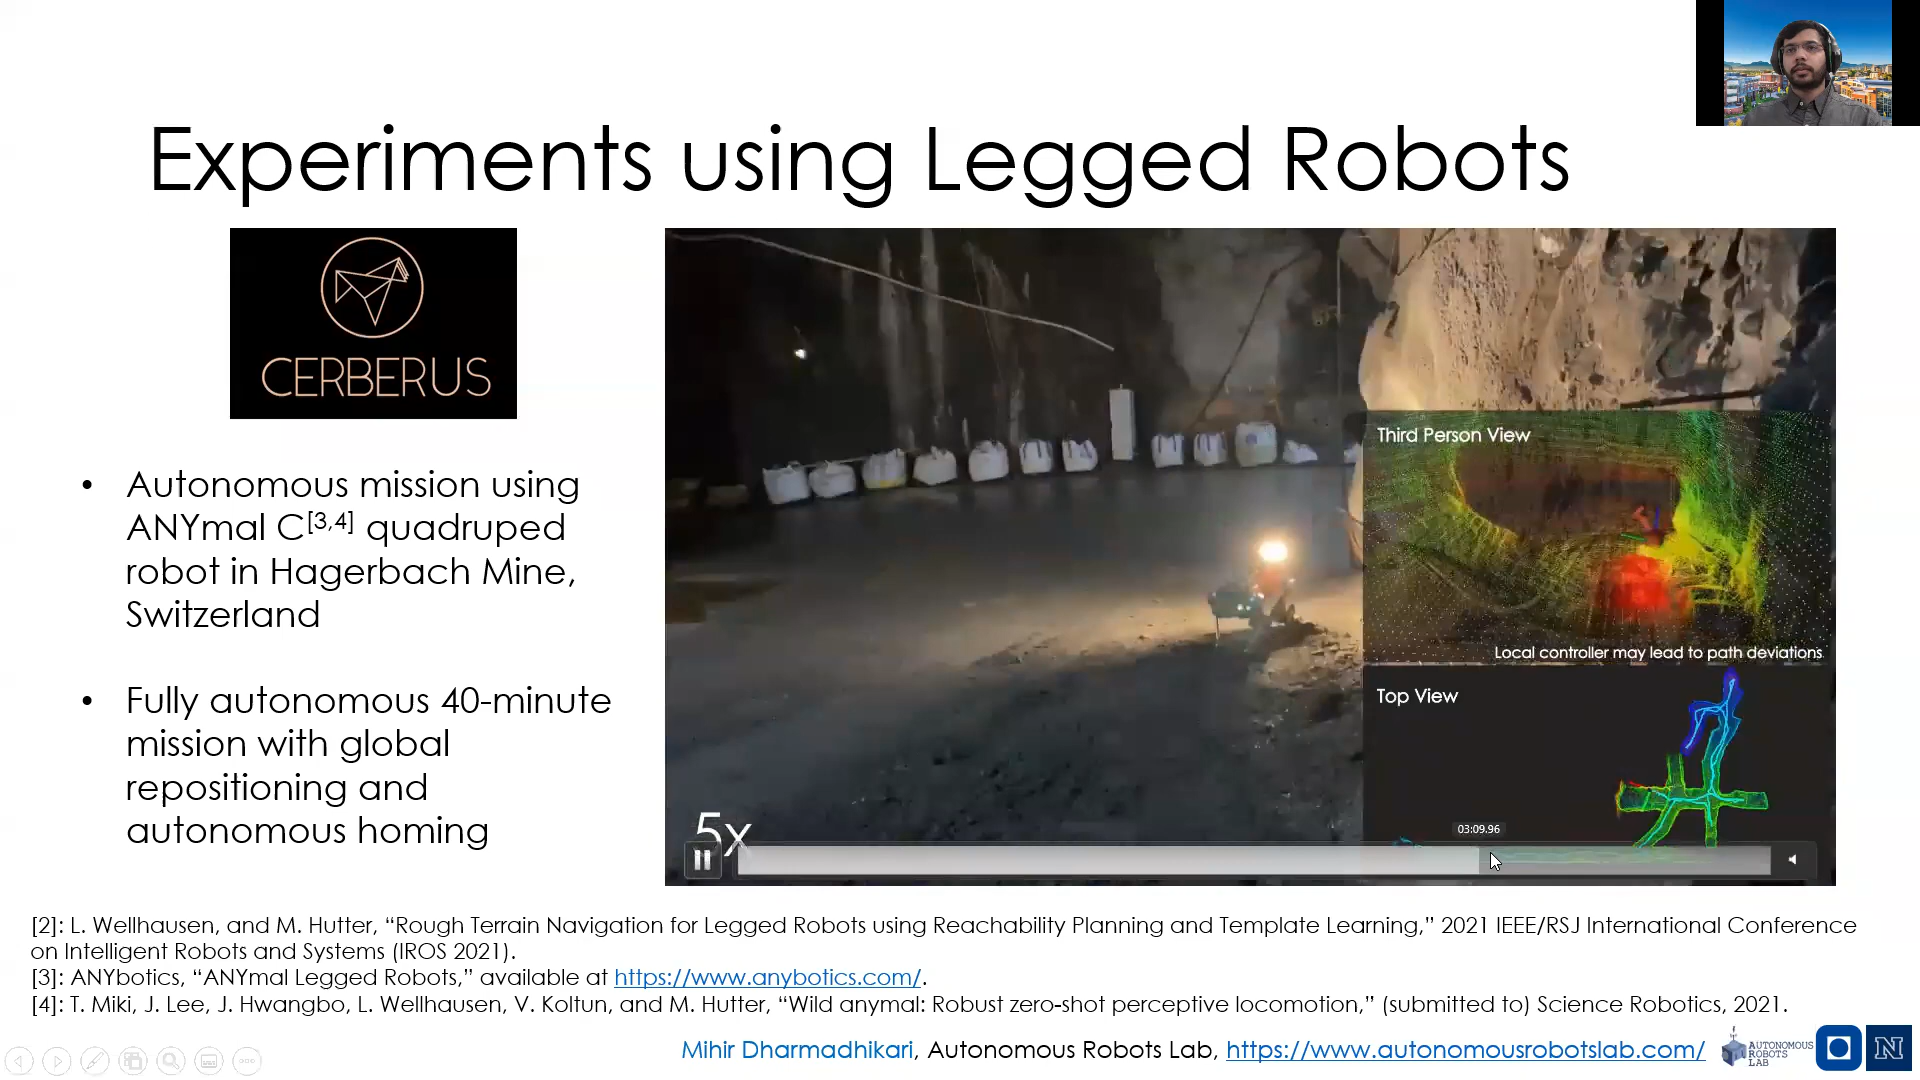 Experiments using Legged Robots
CERBERUS
• Autonomous mission using
ANYmal C[3,4] quadruped
robot in Hagerbach Mine,
Switzerland
• Fully autonomous 40-minute
mission with global
repositioning and
autonomous homing
Third Person View
Local controller may lead to path deviations
Top View
5x
03:09.96
[2]: L. Wellhausen, and M. Hutter, “Rough Terrain Navigation for Legged Robots using Reachability Planning and Template Learning,” 2021 IEEE/RSJ International Conference
on Intelligent Robots and Systems (IROS 2021).
[3]: ANYbotics, “ANYmal Legged Robots,” available at https://www.anybotics.com/.
[4]: T. Miki, J. Lee, J. Hwangbo, L. Wellhausen, V. Koltun, and M. Hutter, “Wild anymal: Robust zero-shot perceptive locomotion,” (submitted to) Science Robotics, 2021.
Mihir Dharmadhikari, Autonomous Robots Lab, https://www.autonomousrobotslab.com/
AUTONOMOUS
ROBOTS
LAB
N